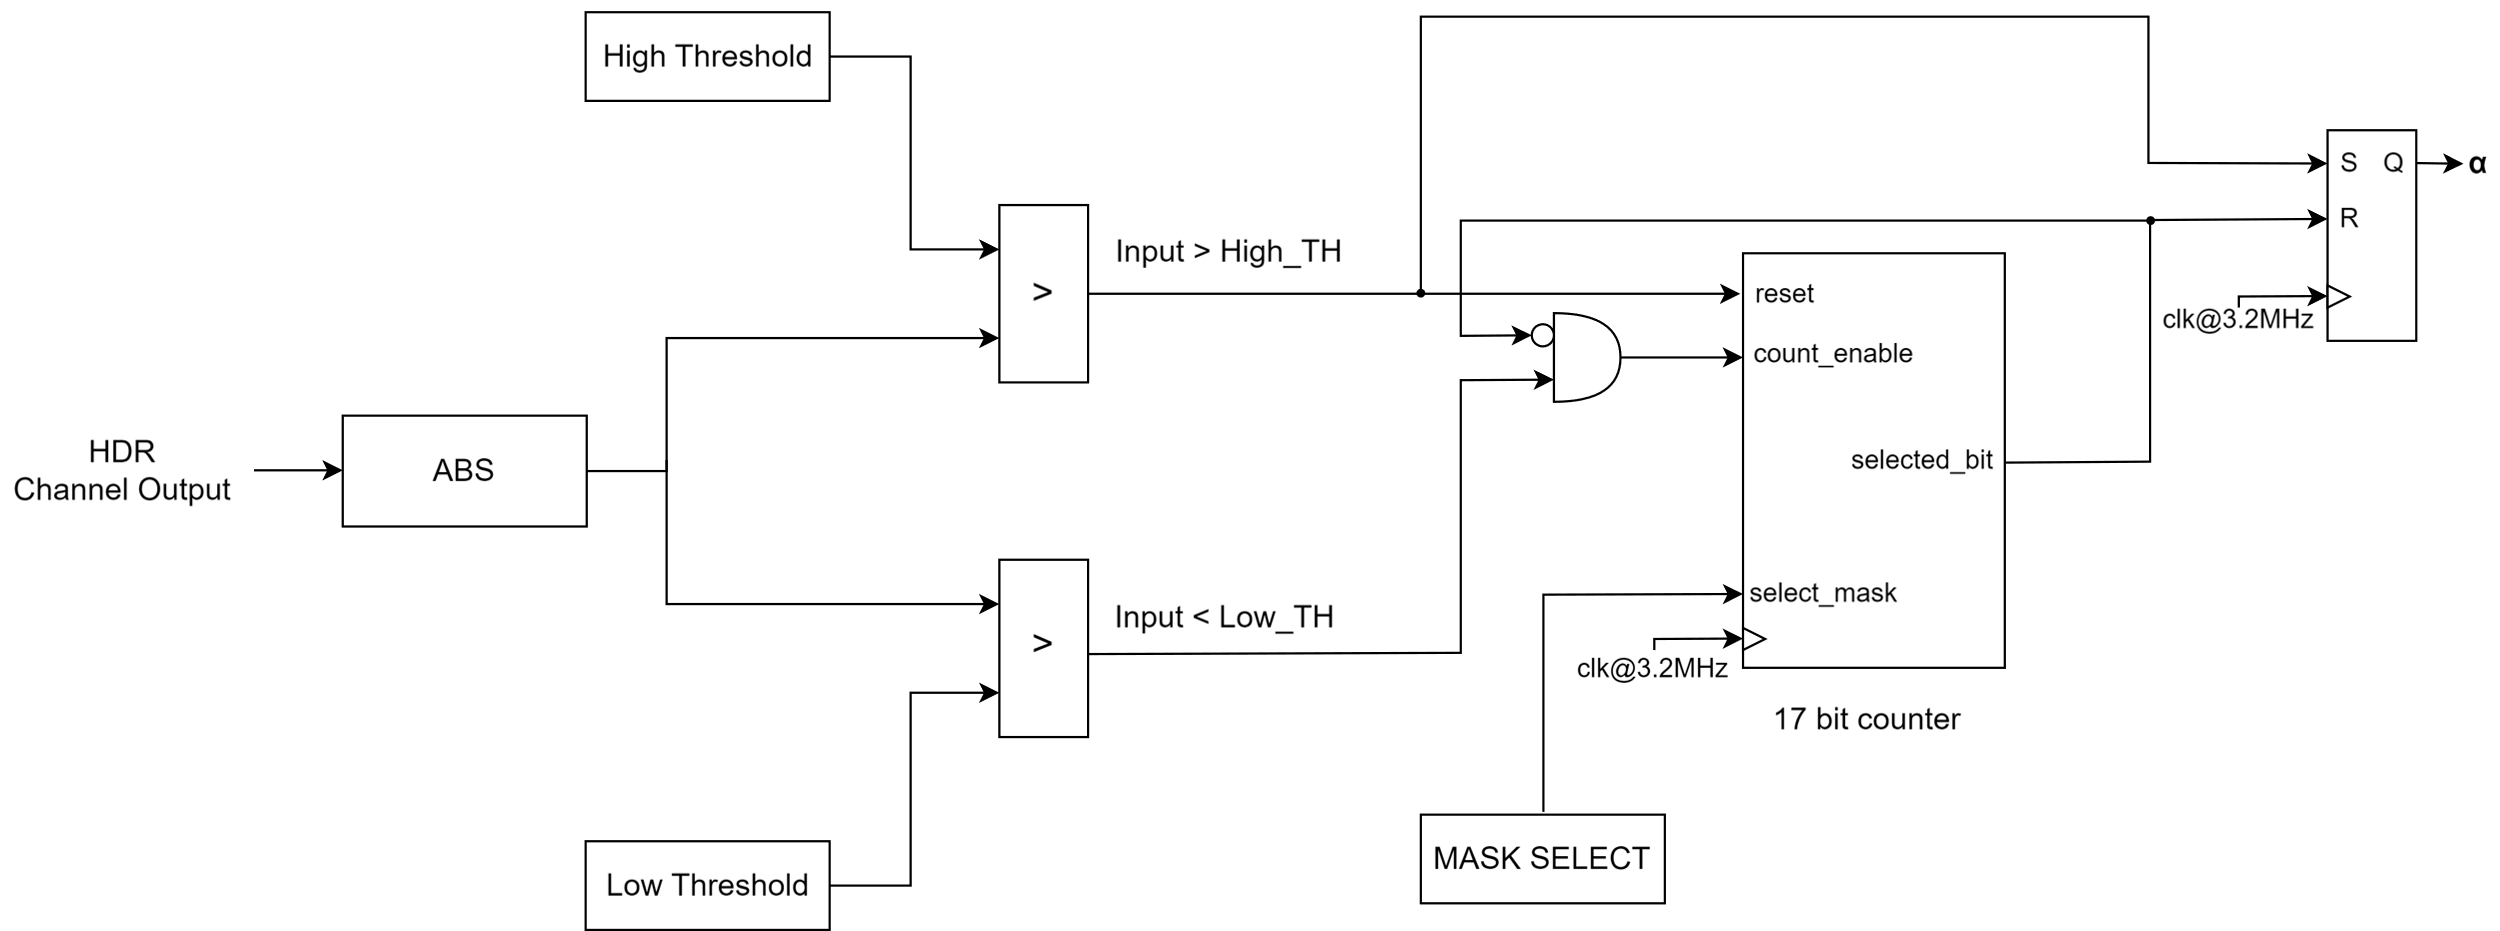 High Threshold
>
Input > High_TH
HDR
Channel Output
ABS
>
Input < Low_TH
Low Threshold
reset
count_enable
selected_bit
select_mask
clk@3.2MHz
17 bit counter
MASK SELECT
S Q
R
clk@3.2MHz
α